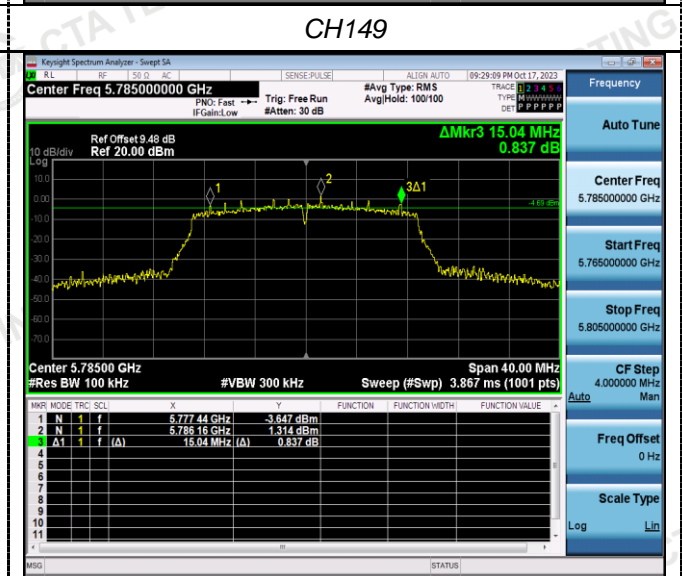 CH149
Keysight Spectrum Analyzer - Swept SA
RL RF 50 Ω AC SENSE:PULSE ALIGN AUTO 09:29:09 PM Oct 17, 2023
Center Freq 5.785000000 GHz
PNO: Fast
IFGain:Low
Trig: Free Run
#Atten: 30 dB
#Avg Type: RMS
Avg|Hold: 100/100
TRACE 1 2 3 4 5 6
TYPE M W W W W W
DET P P P P P P
Ref Offset 9.48 dB
Ref 20.00 dBm
10 dB/div
Log
ΔMkr3 15.04 MHz
0.837 dB
10.0
0.00
-10.0
-20.0
-30.0
-40.0
-50.0
-60.0
-70.0
1
2
3Δ1
-4.69 dBm
Center 5.78500 GHz Span 40.00 MHz
#Res BW 100 kHz #VBW 300 kHz Sweep (#Swp) 3.867 ms (1001 pts)
MKR MODE TRC SCL X Y FUNCTION FUNCTION WIDTH FUNCTION VALUE
1 N 1 f 5.777 44 GHz -3.647 dBm
2 N 1 f 5.786 16 GHz 1.314 dBm
3 Δ1 1 f (Δ) 15.04 MHz (Δ) 0.837 dB
4
5
6
7
8
9
10
11
MSG STATUS
Frequency
Auto Tune
Center Freq
5.785000000 GHz
Start Freq
5.765000000 GHz
Stop Freq
5.805000000 GHz
CF Step
4.000000 MHz
Auto Man
Freq Offset
0 Hz
Scale Type
Log Lin